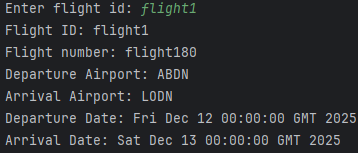 Enter flight id: flight1
Flight ID: flight1
Flight number: flight180
Departure Airport: ABDN
Arrival Airport: LODN
Departure Date: Fri Dec 12 00:00:00 GMT 2025
Arrival Date: Sat Dec 13 00:00:00 GMT 2025